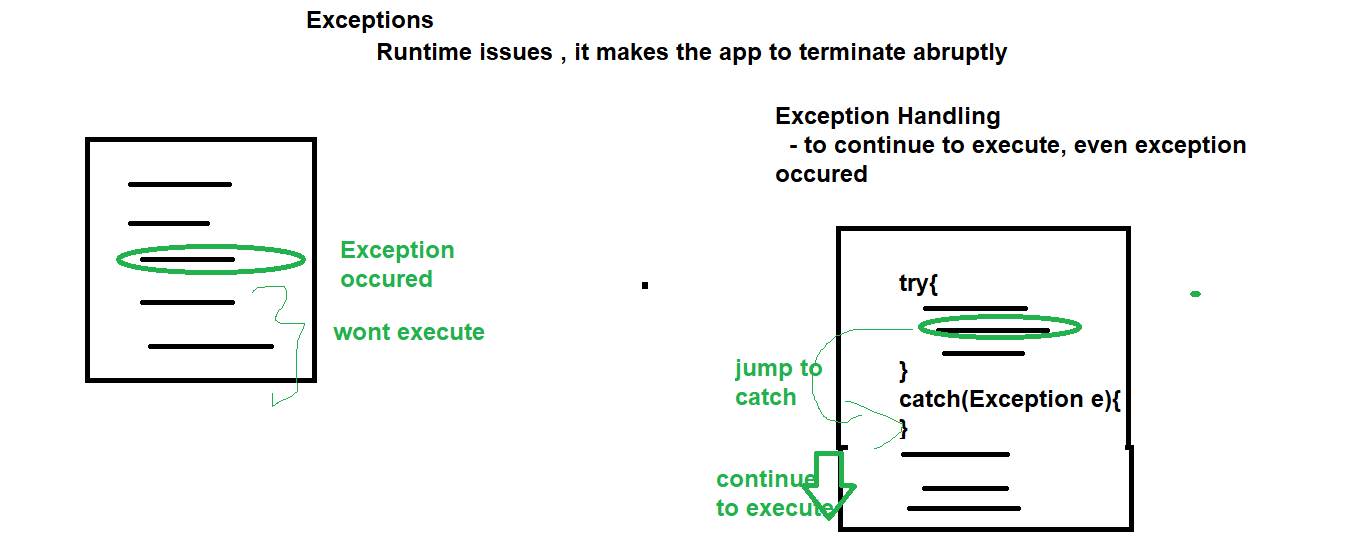 Exceptions
Runtime issues , it makes the app to terminate abruptly
Exception Handling
- to continue to execute, even exception
occured
Exception
occured
wont execute
try{
}
jump to
catch
catch(Exception e){
}
continue
to execute